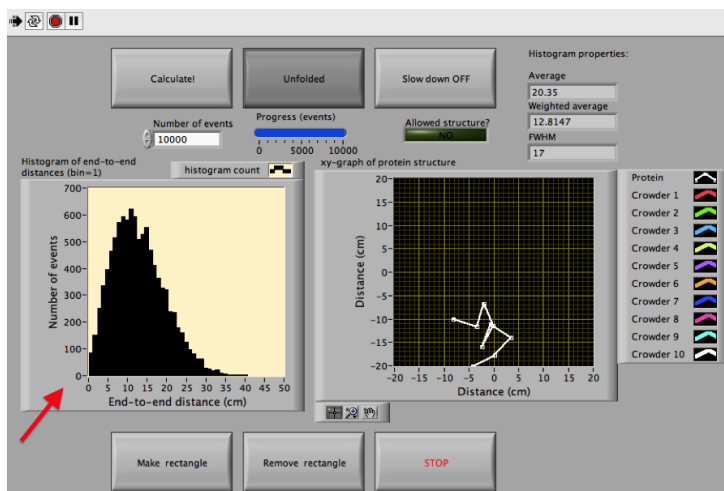 Calculate!
Unfolded
Slow down OFF
Histogram properties:
Average
20.35
Weighted average
12.8147
FWHM
17
Number of events
10000
Progress (events)
0 5000 10000
Allowed structure?
NO
Histogram of end-to-end
distances (bin=1)
histogram count
700
600
500
400
300
200
100
0
Number of events
0 5 10 15 20 25 30 35 40 45 50
End-to-end distance (cm)
xy-graph of protein structure
20
15
10
5
0
-5
-10
-15
-20
Distance (cm)
-20 -15 -10 -5 0 5 10 15 20
Distance (cm)
Protein
Crowder 1
Crowder 2
Crowder 3
Crowder 4
Crowder 5
Crowder 6
Crowder 7
Crowder 8
Crowder 9
Crowder 10
Make rectangle
Remove rectangle
STOP